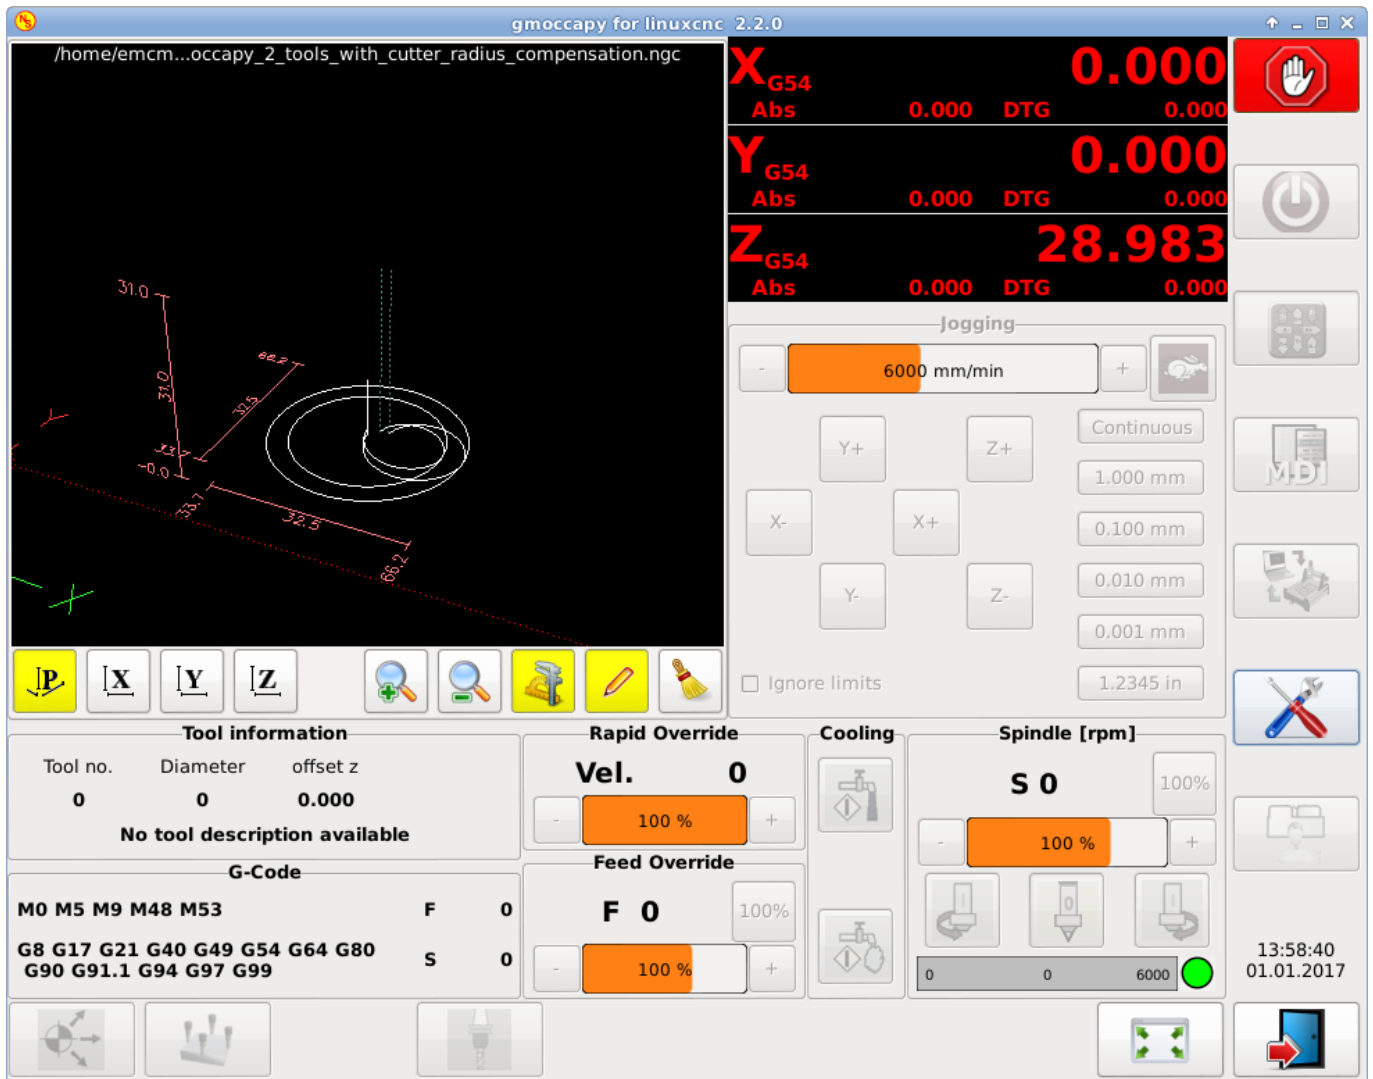 gmoccapy for linuxcnc 2.2.0
/home/emcm...occapy_2_tools_with_cutter_radius_compensation.ngc
X G54 0.000
Abs 0.000 DTG 0.000
Y G54 0.000
Abs 0.000 DTG 0.000
Z G54 28.983
Abs 0.000 DTG 0.000
31.0
31.0
-0.0
66.2
32.5
33.7
33.7
32.5
66.2
Y
X
Jogging
- 6000 mm/min +
Y+ Z+
X- X+
Y- Z-
Continuous
1.000 mm
0.100 mm
0.010 mm
0.001 mm
Ignore limits
1.2345 in
MDI
P X Y Z
Tool information
Tool no. Diameter offset z
0 0 0.000
No tool description available
G-Code
M0 M5 M9 M48 M53
G8 G17 G21 G40 G49 G54 G64 G80
G90 G91.1 G94 G97 G99
F 0
S 0
Rapid Override
Vel. 0
- 100 % +
Feed Override
F 0 100%
- 100 % +
Cooling
Spindle [rpm]
S 0 100%
- 100 % +
0
0 0 6000
13:58:40
01.01.2017